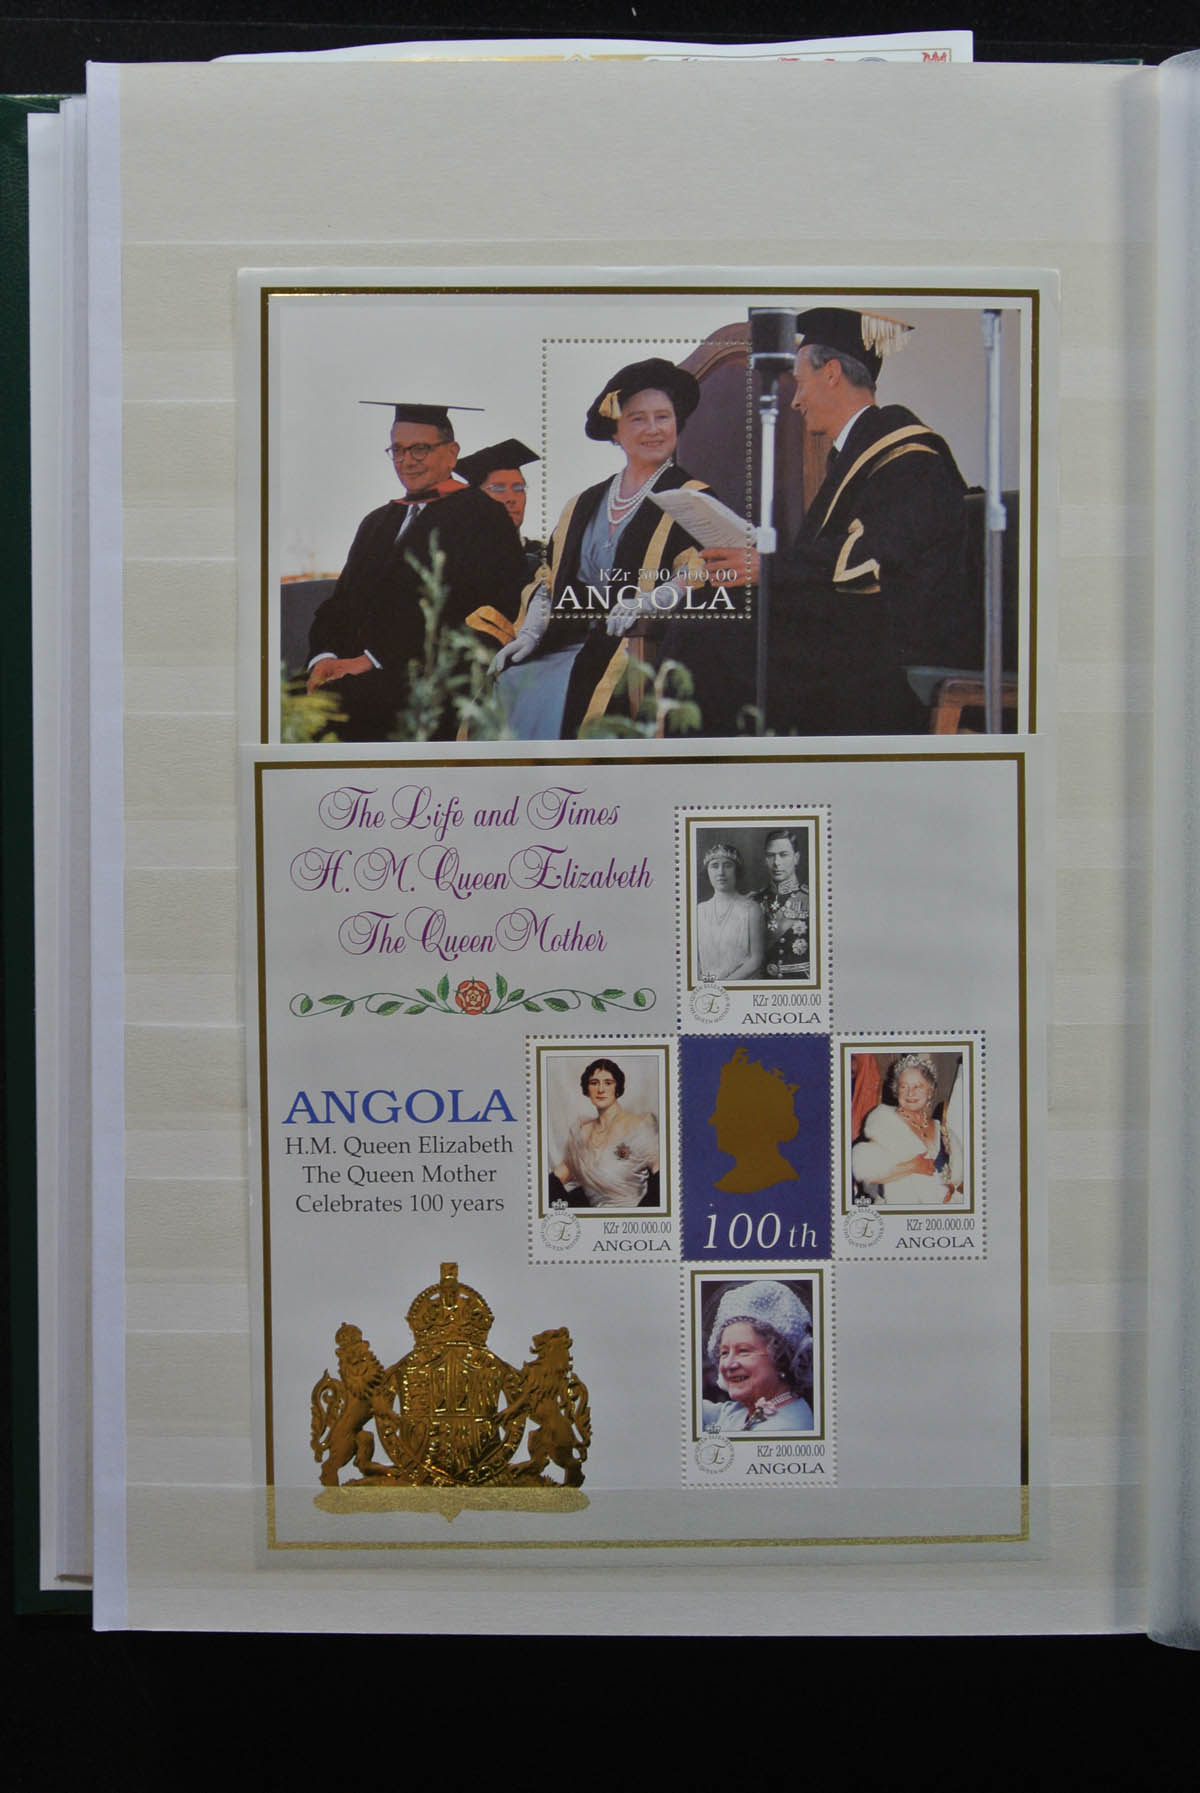 KZr 500.000,00
ANGOLA
The Life and Times
H.M. Queen Elizabeth
The Queen Mother
KZr 200.000.00
ANGOLA
ANGOLA
H.M. Queen Elizabeth
The Queen Mother
Celebrates 100 years
KZr 200.000.00
ANGOLA
100th
KZr 200.000.00
ANGOLA
KZr 200.000.00
ANGOLA